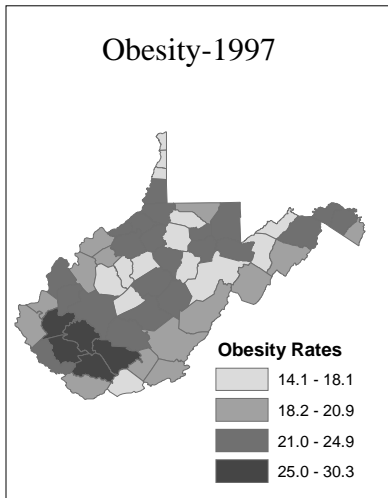 Obesity-1997
Obesity Rates
14.1 - 18.1
18.2 - 20.9
21.0 - 24.9
25.0 - 30.3